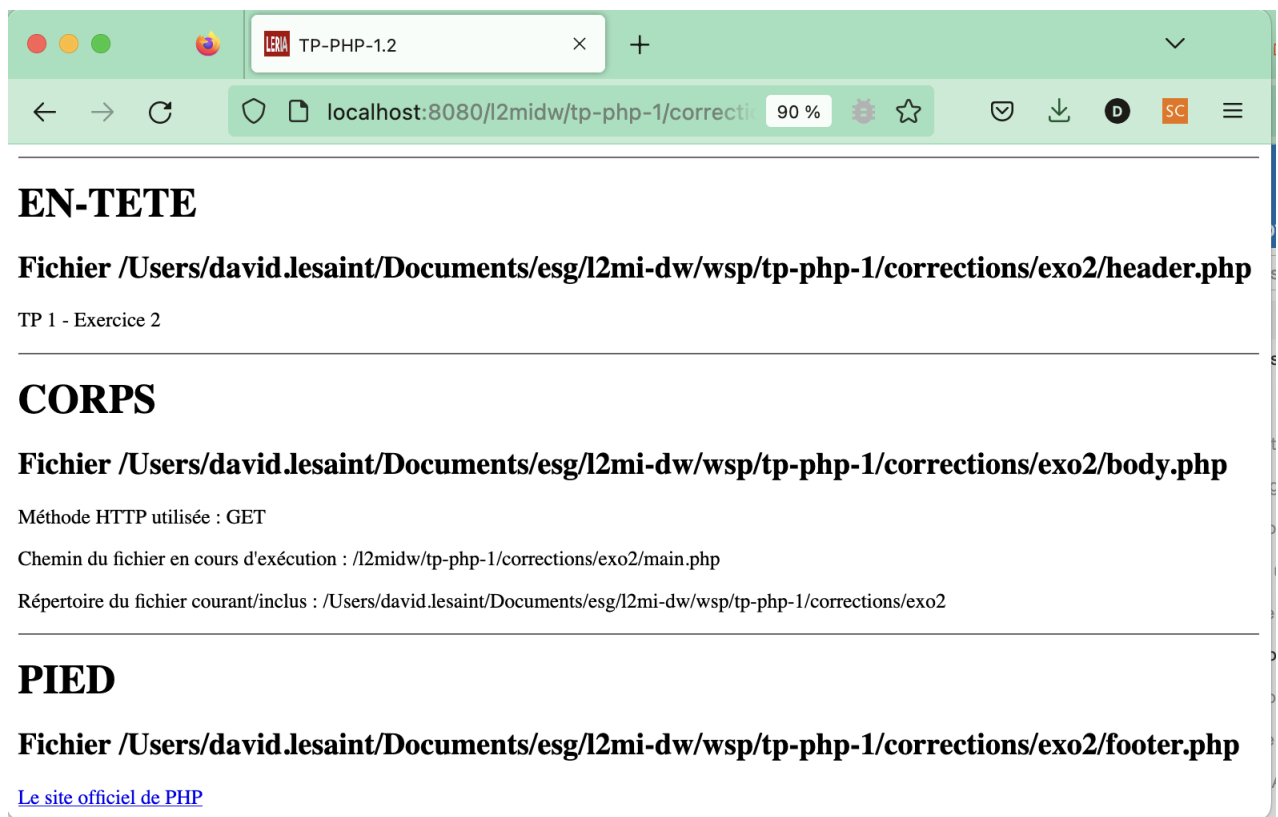 LERIA TP-PHP-1.2
localhost:8080/l2midw/tp-php-1/correcti 90 % D SC
EN-TETE
Fichier /Users/david.lesaint/Documents/esg/l2mi-dw/wsp/tp-php-1/corrections/exo2/header.php
TP 1 - Exercice 2
CORPS
Fichier /Users/david.lesaint/Documents/esg/l2mi-dw/wsp/tp-php-1/corrections/exo2/body.php
Méthode HTTP utilisée : GET
Chemin du fichier en cours d'exécution : /l2midw/tp-php-1/corrections/exo2/main.php
Répertoire du fichier courant/inclus : /Users/david.lesaint/Documents/esg/l2mi-dw/wsp/tp-php-1/corrections/exo2
PIED
Fichier /Users/david.lesaint/Documents/esg/l2mi-dw/wsp/tp-php-1/corrections/exo2/footer.php
Le site officiel de PHP